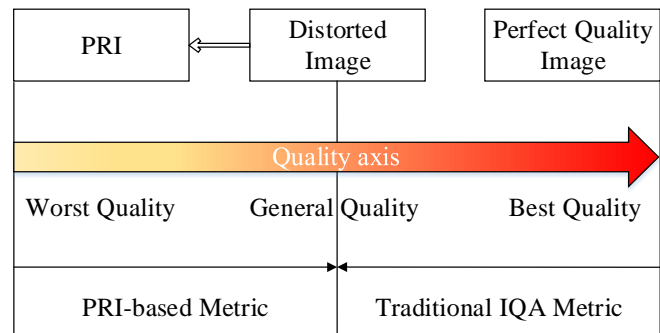 PRI
Distorted
Image
Perfect Quality
Image
Quality axis
Worst Quality
General Quality
Best Quality
PRI-based Metric
Traditional IQA Metric